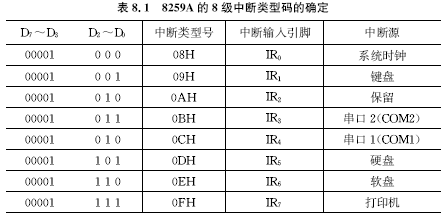 表 8.1 8259A 的 8 级中断类型码的确定
D₇～D₃ D₂～D₀ 中断类型号 中断输入引脚 中断源
00001 0 0 0 08H IR₀ 系统时钟
00001 0 0 1 09H IR₁ 键盘
00001 0 1 0 0AH IR₂ 保留
00001 0 1 1 0BH IR₃ 串口 2(COM2)
00001 0 1 0 0CH IR₄ 串口 1(COM1)
00001 1 0 1 0DH IR₅ 硬盘
00001 1 1 0 0EH IR₆ 软盘
00001 1 1 1 0FH IR₇ 打印机